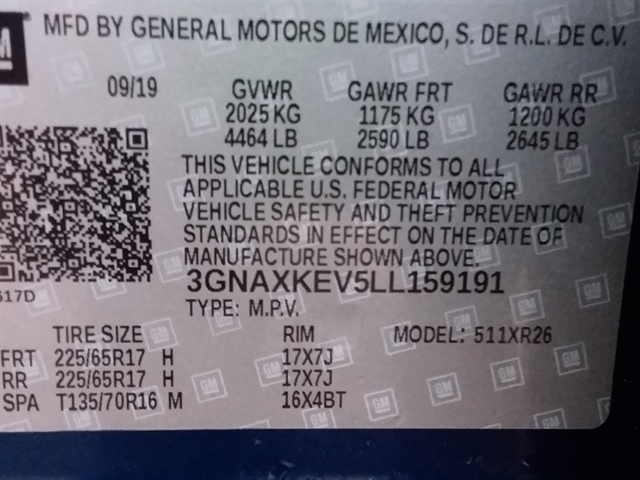 GM
MFD BY GENERAL MOTORS DE MEXICO, S. DE R.L. DE C.V.
09/19 GVWR GAWR FRT GAWR RR
2025 KG 1175 KG 1200 KG
4464 LB 2590 LB 2645 LB
THIS VEHICLE CONFORMS TO ALL
APPLICABLE U.S. FEDERAL MOTOR
VEHICLE SAFETY AND THEFT PREVENTION
STANDARDS IN EFFECT ON THE DATE OF
MANUFACTURE SHOWN ABOVE.
3GNAXKEV5LL159191
617D
TYPE: M.P.V.
TIRE SIZE RIM MODEL: 511XR26
FRT 225/65R17 H 17X7J
RR 225/65R17 H 17X7J
SPA T135/70R16 M 16X4BT